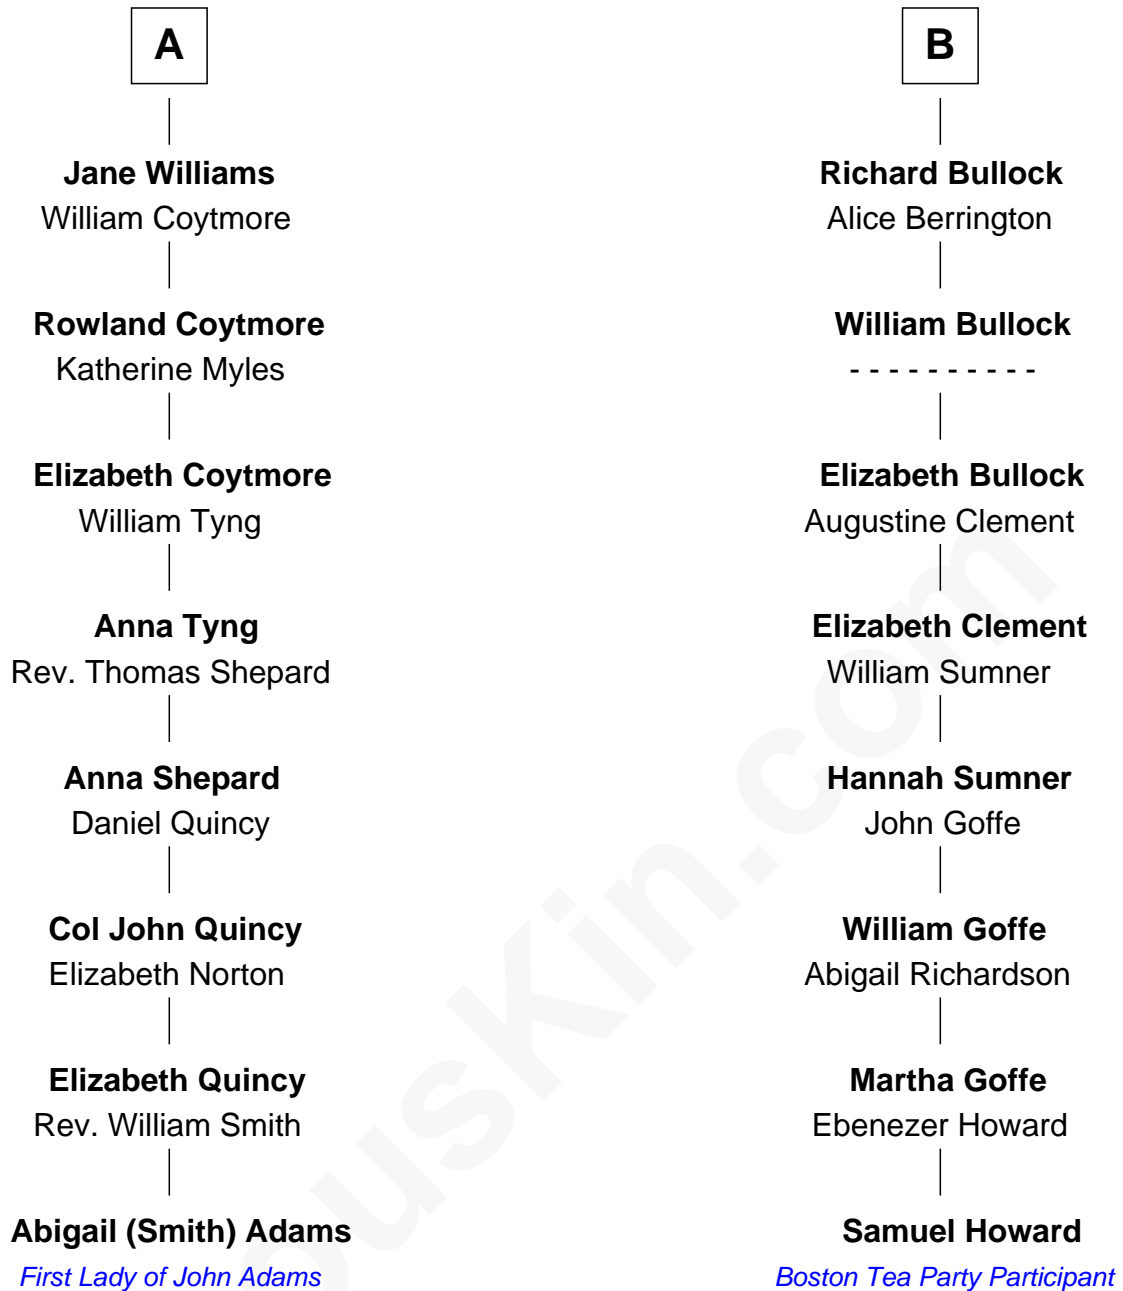 A
Jane Williams
William Coytmore
Rowland Coytmore
Katherine Myles
Elizabeth Coytmore
William Tyng
Anna Tyng
Rev. Thomas Shepard
Anna Shepard
Daniel Quincy
Col John Quincy
Elizabeth Norton
Elizabeth Quincy
Rev. William Smith
Abigail (Smith) Adams
First Lady of John Adams
B
Richard Bullock
Alice Berrington
William Bullock
- - - - - - - - - -
Elizabeth Bullock
Augustine Clement
Elizabeth Clement
William Sumner
Hannah Sumner
John Goffe
William Goffe
Abigail Richardson
Martha Goffe
Ebenezer Howard
Samuel Howard
Boston Tea Party Participant
ousKin.com